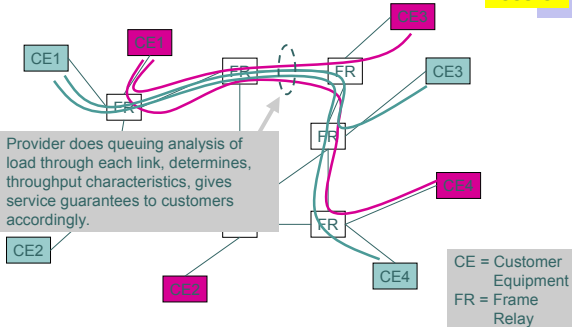 CE3
CE1
CE1
FR
FR
CE3
FR
FR
Provider does queuing analysis of
load through each link, determines,
throughput characteristics, gives
service guarantees to customers
accordingly.
CE4
FR
CE2
CE2
CE4
CE = Customer
Equipment
FR = Frame
Relay